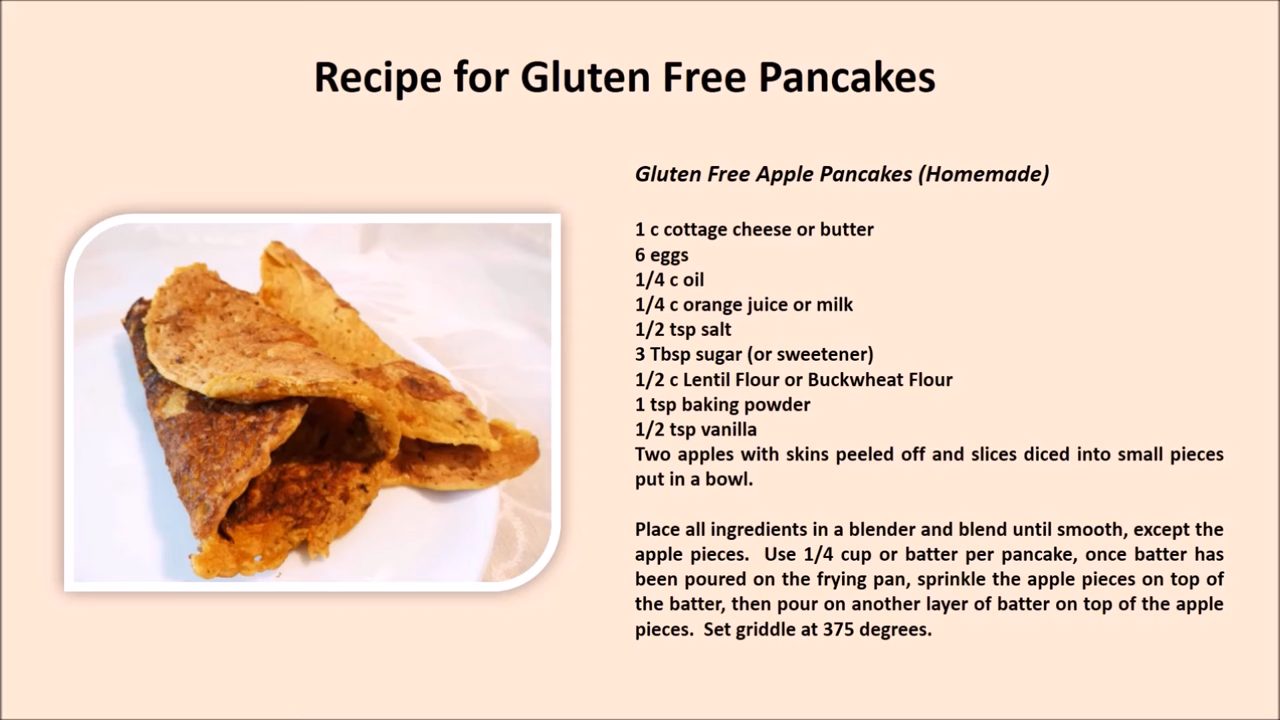 Recipe for Gluten Free Pancakes
Gluten Free Apple Pancakes (Homemade)
1 c cottage cheese or butter
6 eggs
1/4 c oil
1/4 c orange juice or milk
1/2 tsp salt
3 Tbsp sugar (or sweetener)
1/2 c Lentil Flour or Buckwheat Flour
1 tsp baking powder
1/2 tsp vanilla
Two apples with skins peeled off and slices diced into small pieces
put in a bowl.
Place all ingredients in a blender and blend until smooth, except the
apple pieces.  Use 1/4 cup or batter per pancake, once batter has
been poured on the frying pan, sprinkle the apple pieces on top of
the batter, then pour on another layer of batter on top of the apple
pieces.  Set griddle at 375 degrees.